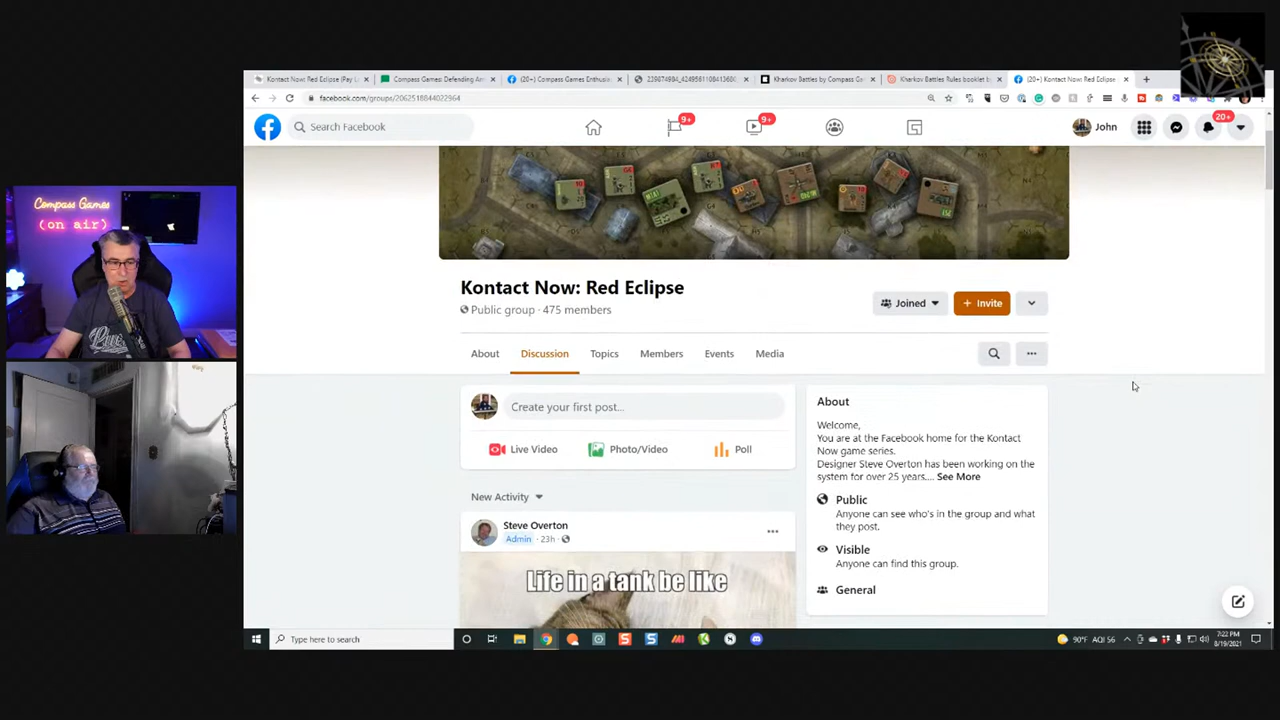 Kontact Now: Red Eclipse (Pay L
Compass Games: Defending Am
(20+) Compass Games Enthusia
Kharkov Battles by Compass Ga
Kharkov Battles Rules booklet b
(20+) Kontact Now: Red Eclipse
facebook.com/groups/2062518844022964
Search Facebook
9+
9+
John
20+
Compass Games
(on air)
Kontact Now: Red Eclipse
Public group · 475 members
Joined
+ Invite
About
Discussion
Topics
Members
Events
Media
Create your first post...
Live Video
Photo/Video
Poll
New Activity
Steve Overton
Admin · 23h ·
Life in a tank be like
About
Welcome,
You are at the Facebook home for the Kontact
Now game series.
Designer Steve Overton has been working on the
system for over 25 years.... See More
Public
Anyone can see who's in the group and what
they post.
Visible
Anyone can find this group.
General
Type here to search
90°F AQI 56
7:22 PM
8/19/2021